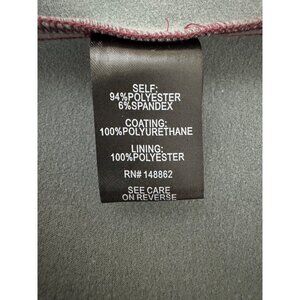 SELF:
94%POLYESTER
6%SPANDEX
COATING:
100%POLYURETHANE
LINING:
100%POLYESTER
RN# 148862
SEE CARE
ON REVERSE